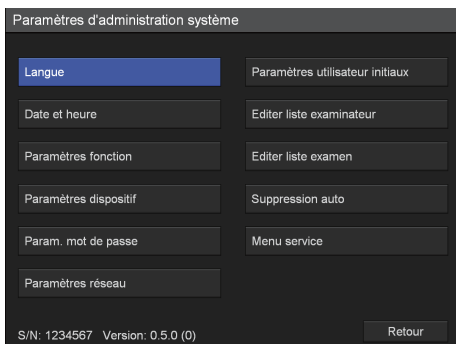 Paramètres d'administration système
Langue
Date et heure
Paramètres fonction
Paramètres dispositif
Param. mot de passe
Paramètres réseau
Paramètres utilisateur initiaux
Editer liste examinateur
Editer liste examen
Suppression auto
Menu service
S/N: 1234567 Version: 0.5.0 (0)
Retour